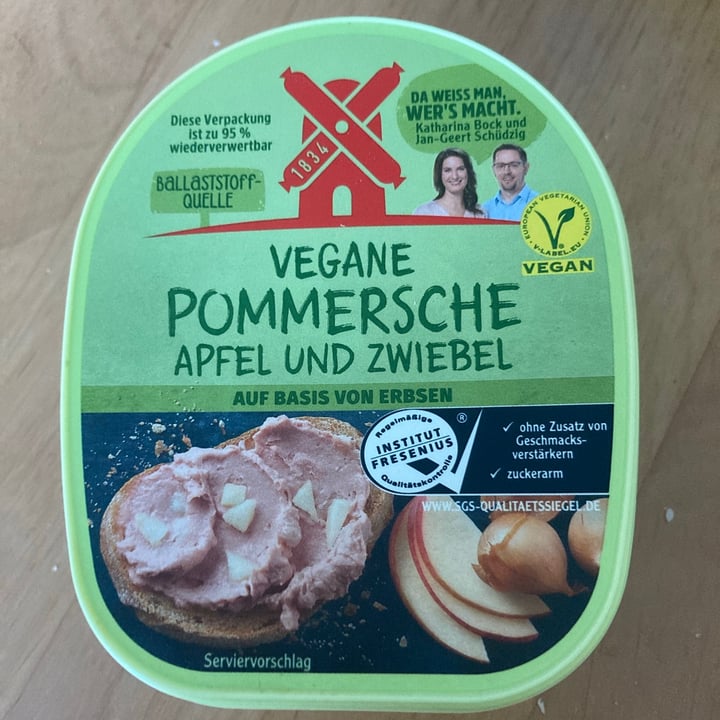 Diese Verpackung
ist zu 95 %
wiederverwertbar
BALLASTSTOFF-
QUELLE
1834
DA WEISS MAN,
WER'S MACHT.
Katharina Bock und
Jan-Geert Schüdzig
EUROPEAN VEGETARIAN UNION
V-LABEL.EU
VEGAN
VEGANE
POMMERSCHE
APFEL UND ZWIEBEL
AUF BASIS VON ERBSEN
Regelmäßige
INSTITUT
FRESENIUS
Qualitätskontrolle
®
✓ ohne Zusatz von
Geschmacks-
verstärkern
✓ zuckerarm
WWW.SGS-QUALITAETSSIEGEL.DE
Serviervorschlag